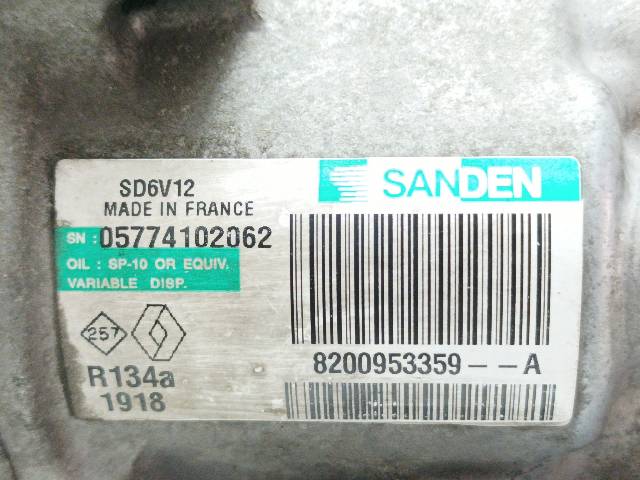 SD6V12
MADE IN FRANCE
SANDEN
SN : 05774102062
OIL : SP-10 OR EQUIV.
VARIABLE DISP.
257
8200953359--A
R134a
1918